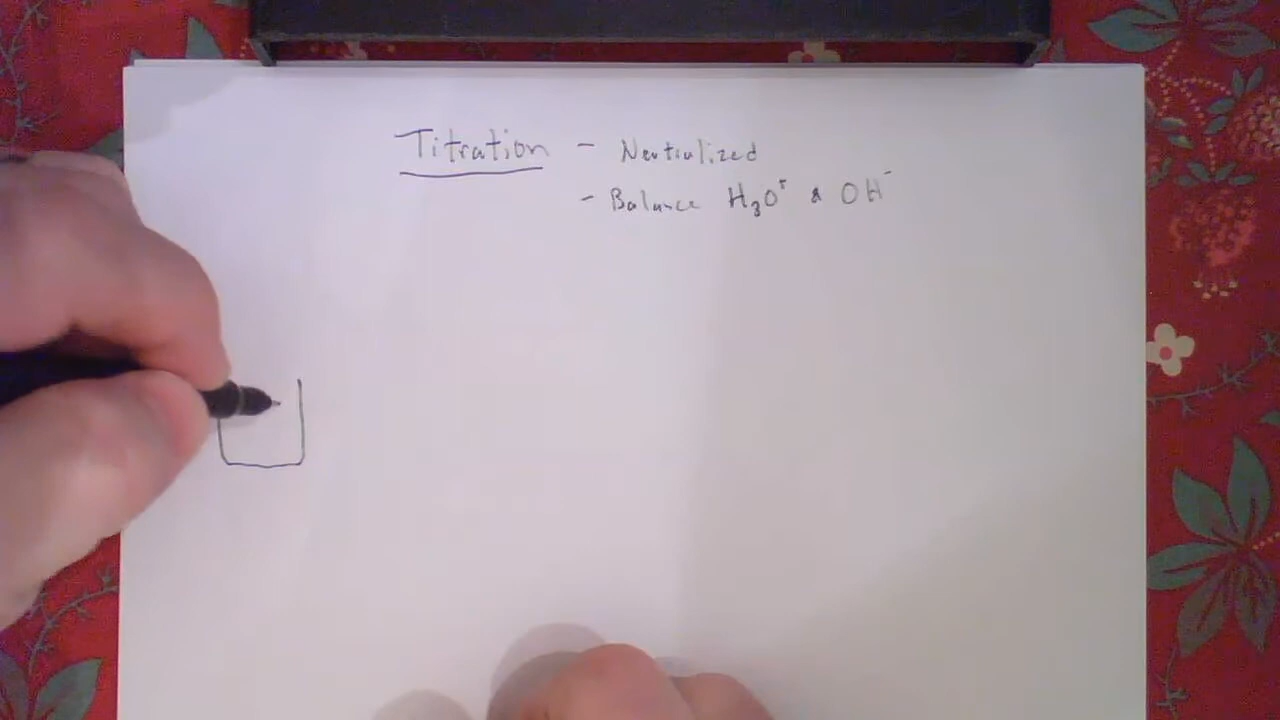 Titration - Neutralized
- Balance H₃O⁺ & OH⁻